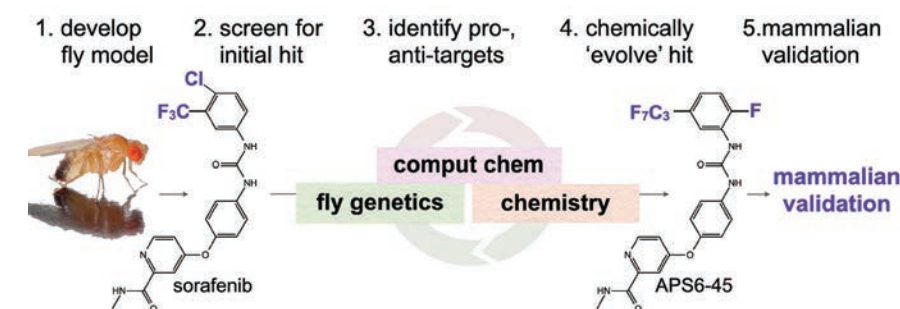 1. develop
fly model
2. screen for
initial hit
3. identify pro-,
anti-targets
4. chemically
‘evolve’ hit
5.mammalian
validation
Cl
F3C
NH
O
NH
O
N
HN
O
sorafenib
comput chem
fly genetics
chemistry
F7C3
F
NH
O
NH
O
N
HN
O
APS6-45
mammalian
validation